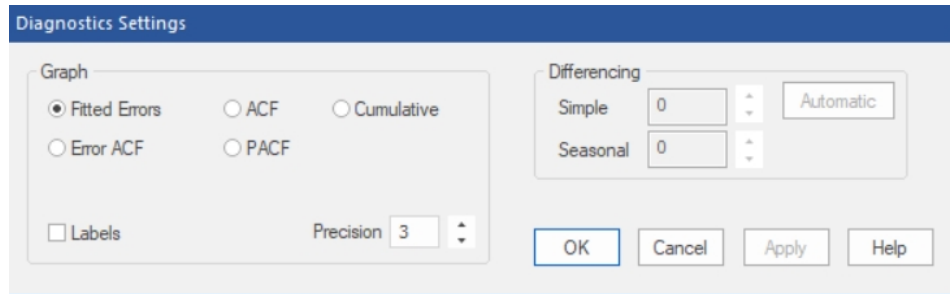 Diagnostics Settings
Graph
Fitted Errors
ACF
Cumulative
Error ACF
PACF
Labels
Precision 3
Differencing
Simple 0
Automatic
Seasonal 0
OK
Cancel
Apply
Help